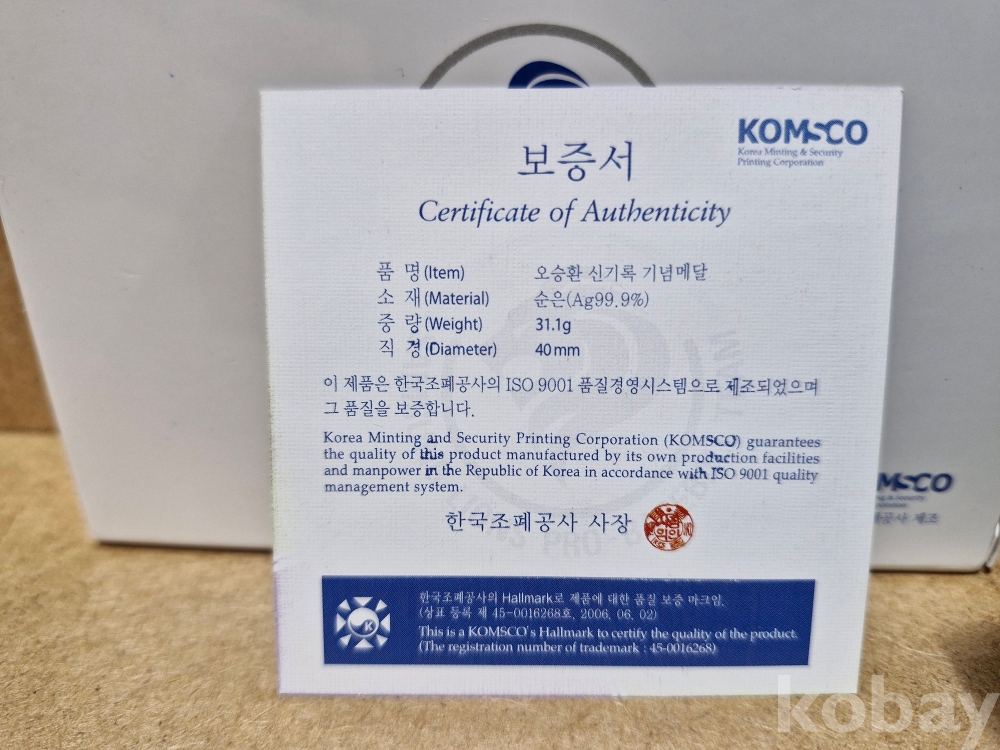 KOMSCO
Korea Minting & Security
Printing Corporation
보증서
Certificate of Authenticity
품 명(Item) 오승환 신기록 기념메달
소 재(Material) 순은(Ag99.9%)
중 량(Weight) 31.1g
직 경(Diameter) 40mm
이 제품은 한국조폐공사의 ISO 9001 품질경영시스템으로 제조되었으며
그 품질을 보증합니다.
Korea Minting and Security Printing Corporation (KOMSCO) guarantees
the quality of this product manufactured by its own production facilities
and manpower in the Republic of Korea in accordance with ISO 9001 quality
management system.
한국조폐공사 사장
한국조폐공사의 Hallmark로 제품에 대한 품질 보증 마크임.
(상표 등록 제 45-0016268호, 2006. 06. 02)
K
This is a KOMSCO's Hallmark to certify the quality of the product.
(The registration number of trademark : 45-0016268)
MSCO
공사 제조
kobay